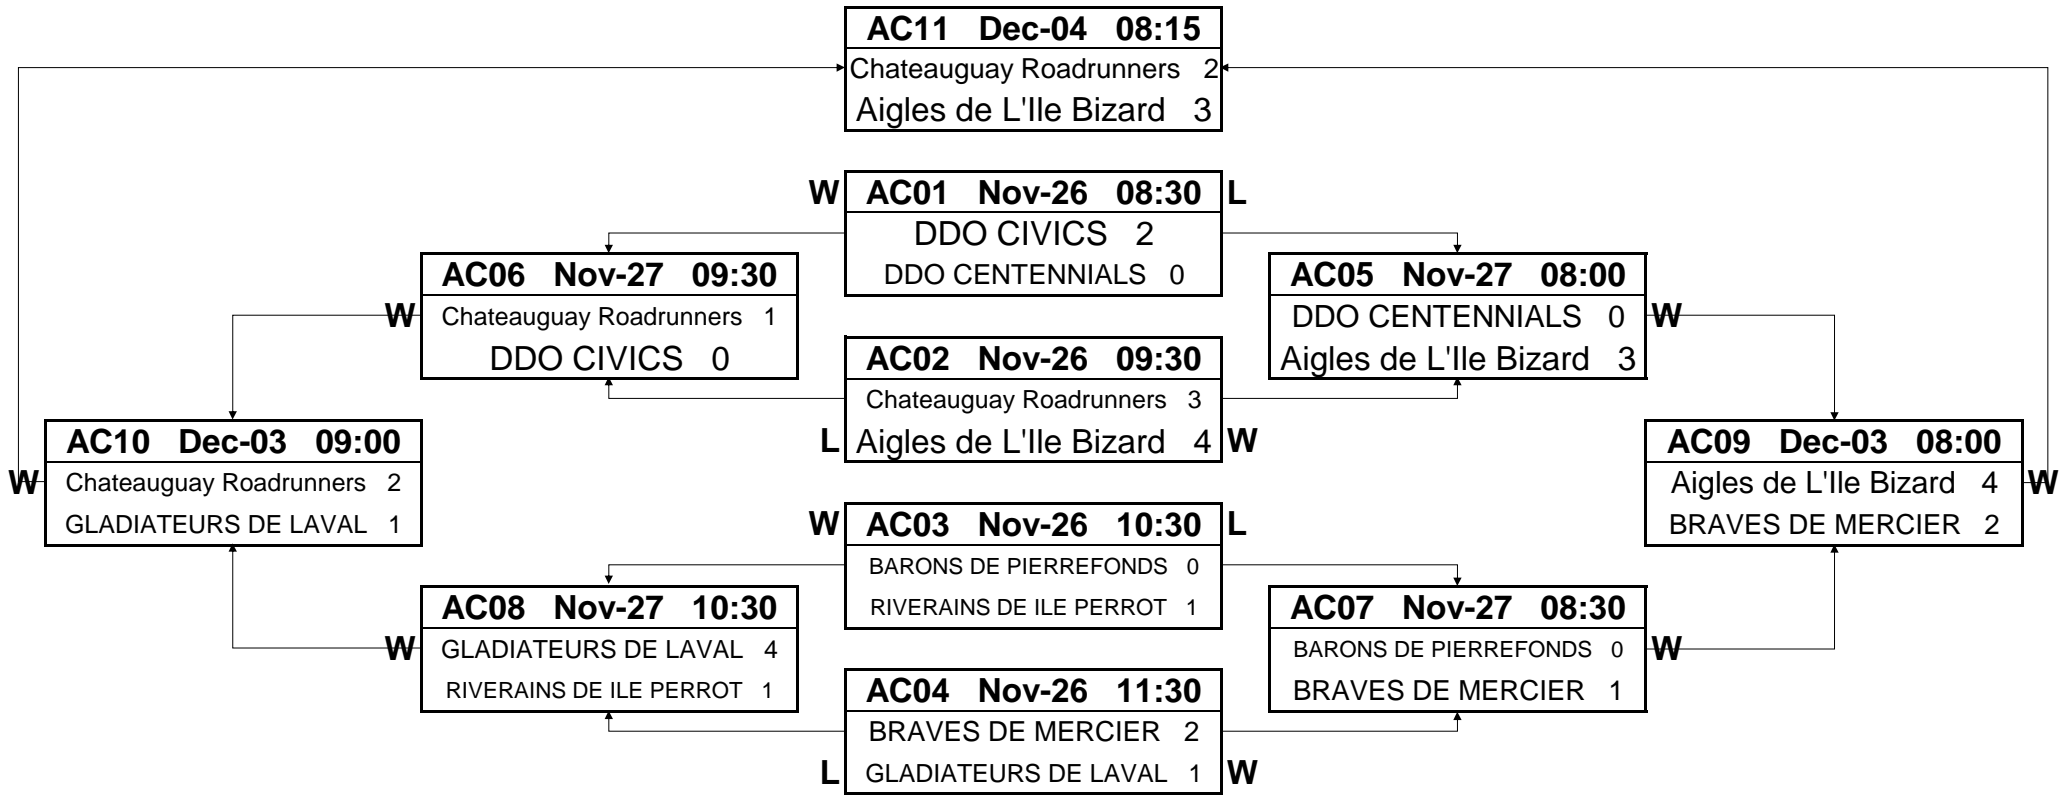 AC11 Dec-04 08:15
Chateauguay Roadrunners 2
Aigles de L'Ile Bizard 3
W AC01 Nov-26 08:30 L
DDO CIVICS 2
DDO CENTENNIALS 0
AC06 Nov-27 09:30
W Chateauguay Roadrunners 1
DDO CIVICS 0
AC05 Nov-27 08:00
DDO CENTENNIALS 0 W
Aigles de L'Ile Bizard 3
AC02 Nov-26 09:30
Chateauguay Roadrunners 3
L Aigles de L'Ile Bizard 4 W
AC10 Dec-03 09:00
W Chateauguay Roadrunners 2
GLADIATEURS DE LAVAL 1
AC09 Dec-03 08:00
Aigles de L'Ile Bizard 4 W
BRAVES DE MERCIER 2
W AC03 Nov-26 10:30 L
BARONS DE PIERREFONDS 0
RIVERAINS DE ILE PERROT 1
AC08 Nov-27 10:30
W GLADIATEURS DE LAVAL 4
RIVERAINS DE ILE PERROT 1
AC07 Nov-27 08:30
BARONS DE PIERREFONDS 0 W
BRAVES DE MERCIER 1
AC04 Nov-26 11:30
BRAVES DE MERCIER 2
L GLADIATEURS DE LAVAL 1 W